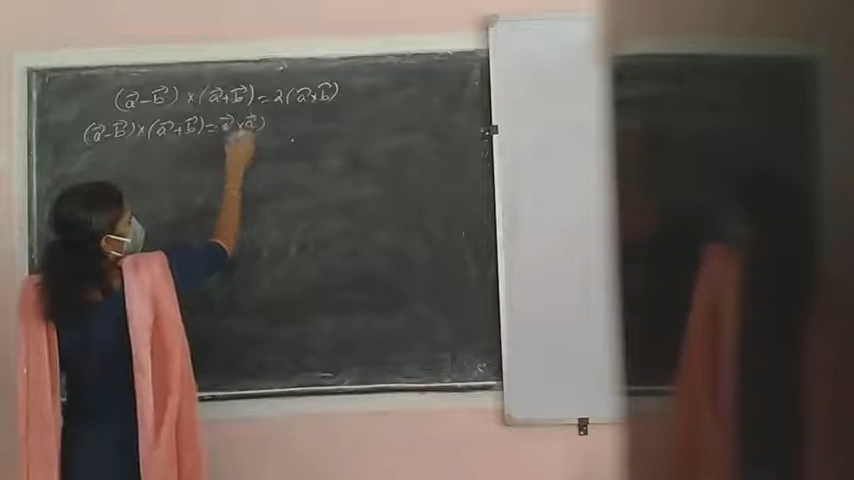 (a⃗-b⃗) × (a⃗+b⃗) = 2(a⃗×b⃗)
(a⃗-b⃗)×(a⃗+b⃗) = a⃗×a⃗)